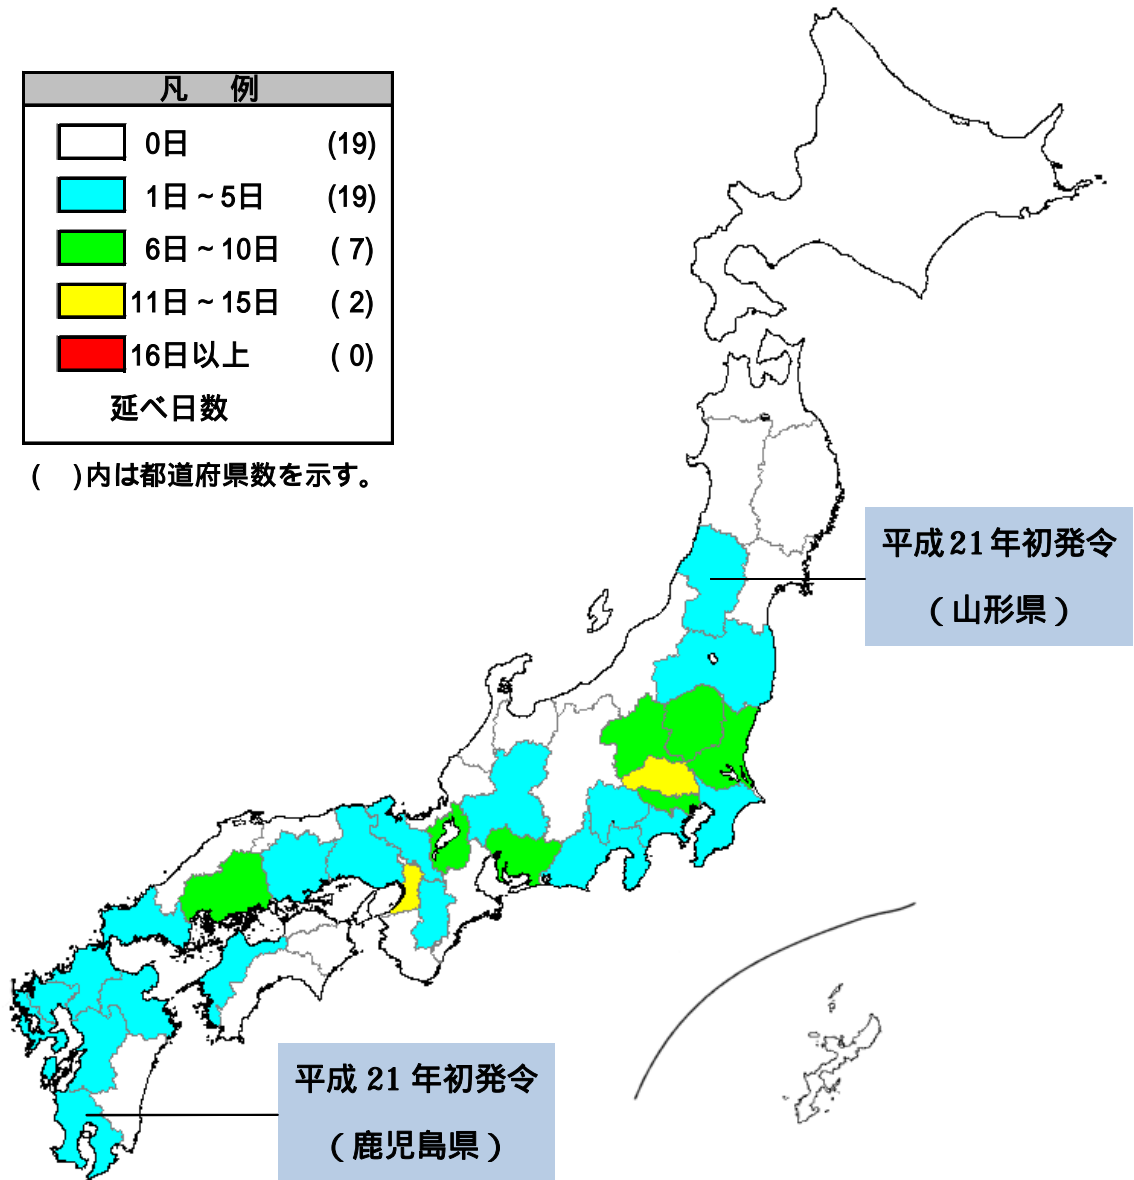 凡 例
0日 (19)
1日～5日 (19)
6日～10日 ( 7)
11日～15日 ( 2)
16日以上 ( 0)
延べ日数
( )内は都道府県数を示す。
平成21年初発令
（山形県）
平成 21 年初発令
（鹿児島県）